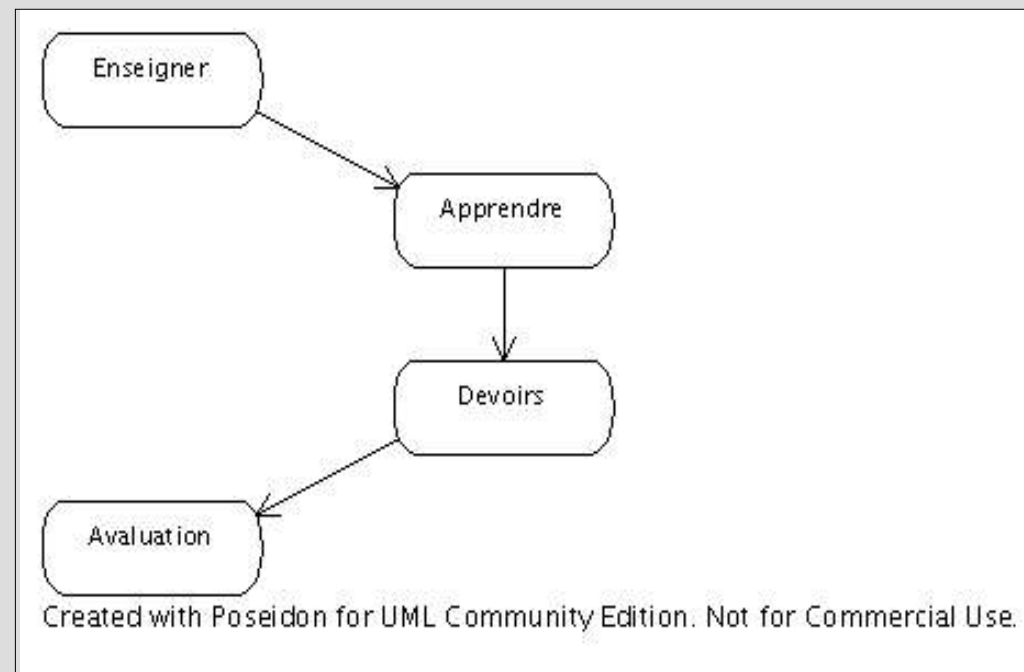 Enseigner
Apprendre
Devoirs
Avaluation
Created with Poseidon for UML Community Edition. Not for Commercial Use.